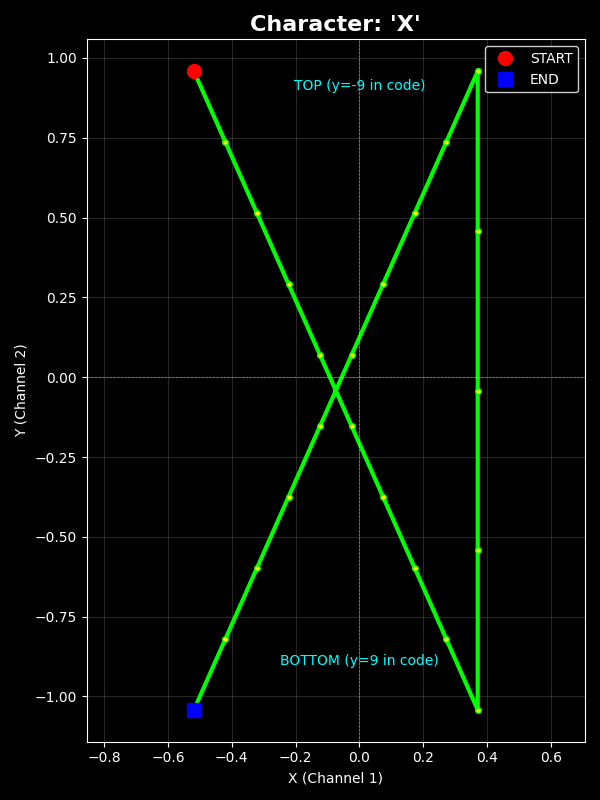 Character: 'X'
START
END
TOP (y=-9 in code)
BOTTOM (y=9 in code)
Y (Channel 2)
1.00
0.75
0.50
0.25
0.00
−0.25
−0.50
−0.75
−1.00
−0.8 −0.6 −0.4 −0.2 0.0 0.2 0.4 0.6
X (Channel 1)